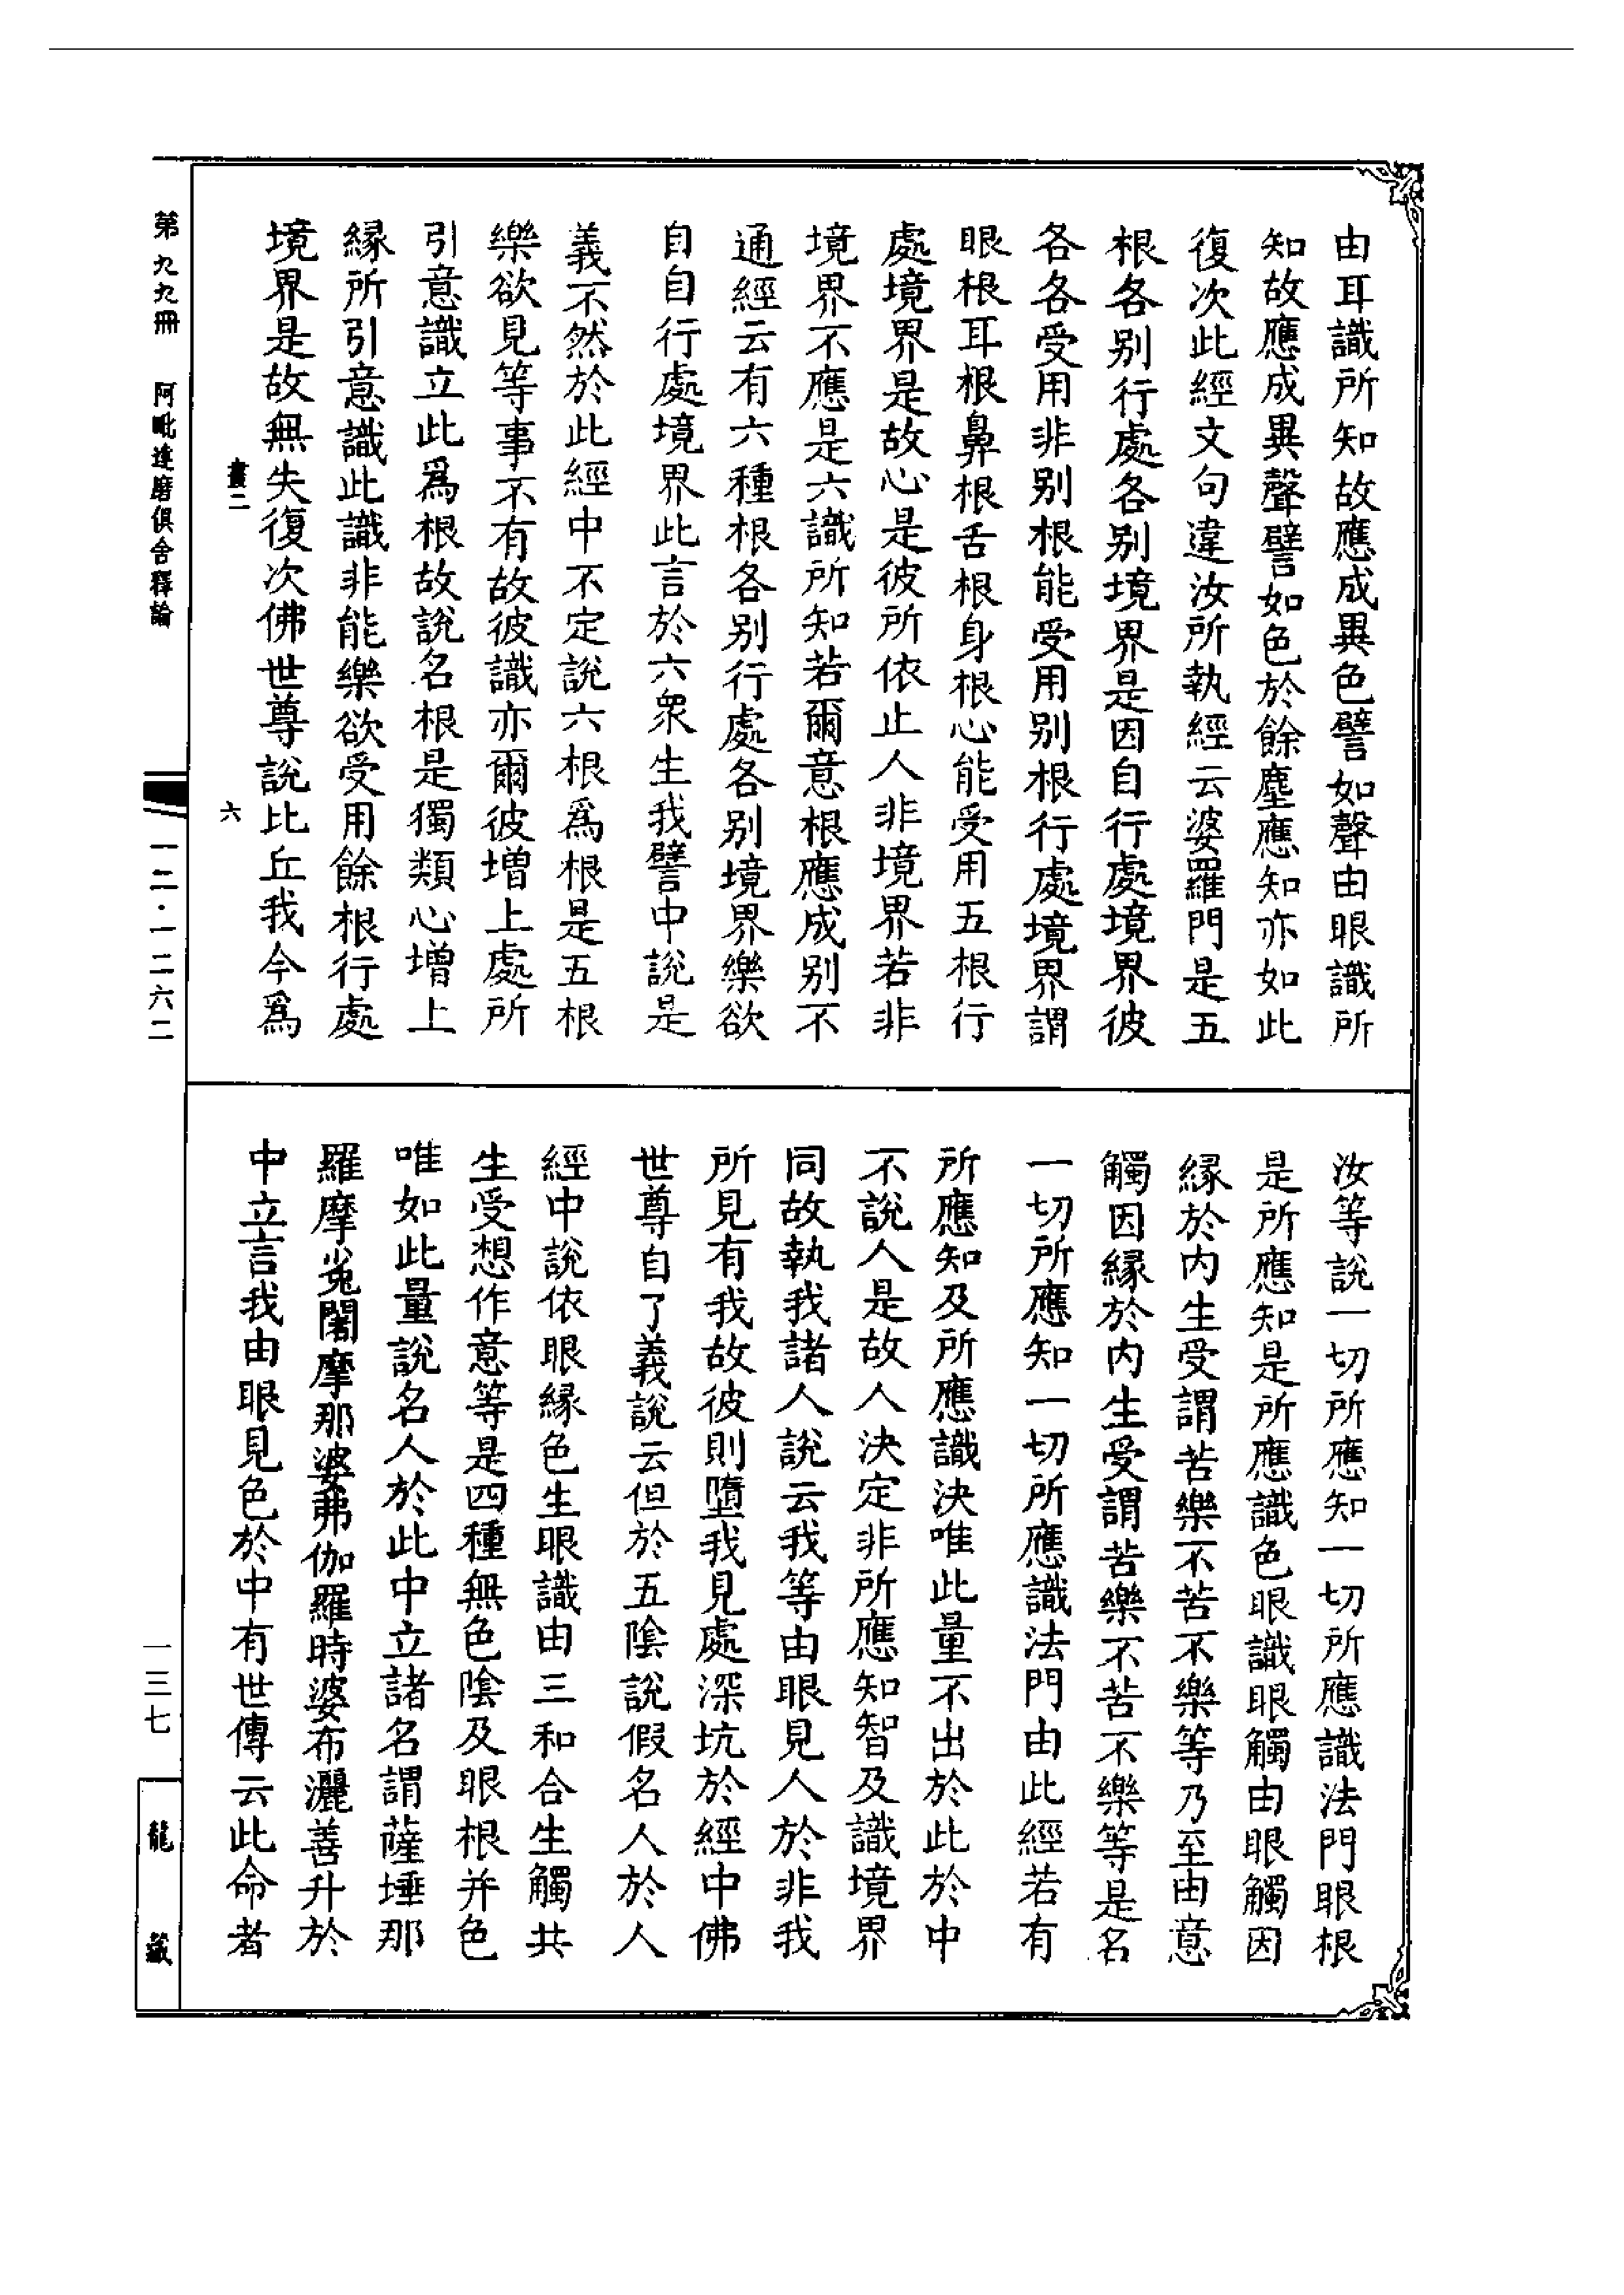 由耳識所知故應成異色譬如聲由眼識所
知故應成異聲譬如色於餘塵應知亦如此
復次此經文句違汝所執經云婆羅門是五
根各別行處各別境界是因自行處境界彼
各各受用非別根能受用別根行處境界謂
眼根耳根鼻根舌根身根心能受用五根行
處境界是故心是彼所依止人非境界若非
境界不應是六識所知若爾意根應成別不
通經云有六種根各別行處各別境界樂欲
自自行處境界此言於六衆生我譬中說是
義不然於此經中不定說六根爲根是五根
樂欲見等事不有故彼識亦爾彼增上處所
引意識立此爲根故說名根是獨類心增上
緣所引意識此識非能樂欲受用餘根行處
境界是故無失復次佛世尊說比丘我今爲
汝等說一切所應知一切所應識法門眼根
是所應知是所應識色眼識眼觸由眼觸因
緣於內生受謂苦樂不苦不樂等乃至由意
觸因緣於內生受謂苦樂不苦不樂等是名
一切所應知一切所應識法門由此經若有
所應知及所應識決唯此量不出於此於中
不說人是故人決定非所應知智及識境界
同故執我諸人說云我等由眼見人於非我
所見有我故彼則墮我見處深坑於經中佛
世尊自了義說云但於五陰說假名人於人
經中說依眼緣色生眼識由三和合生觸共
生受想作意等是四種無色陰及眼根并色
唯如此量說名人於此中立諸名謂薩埵那
羅摩㝹闍摩那婆弗伽羅時婆布灑善升於
中立言我由眼見色於中有世傳云此命者
畫二
六
第九九冊 阿毗達磨俱舍釋論
一二·一二六二
一三七
龍藏